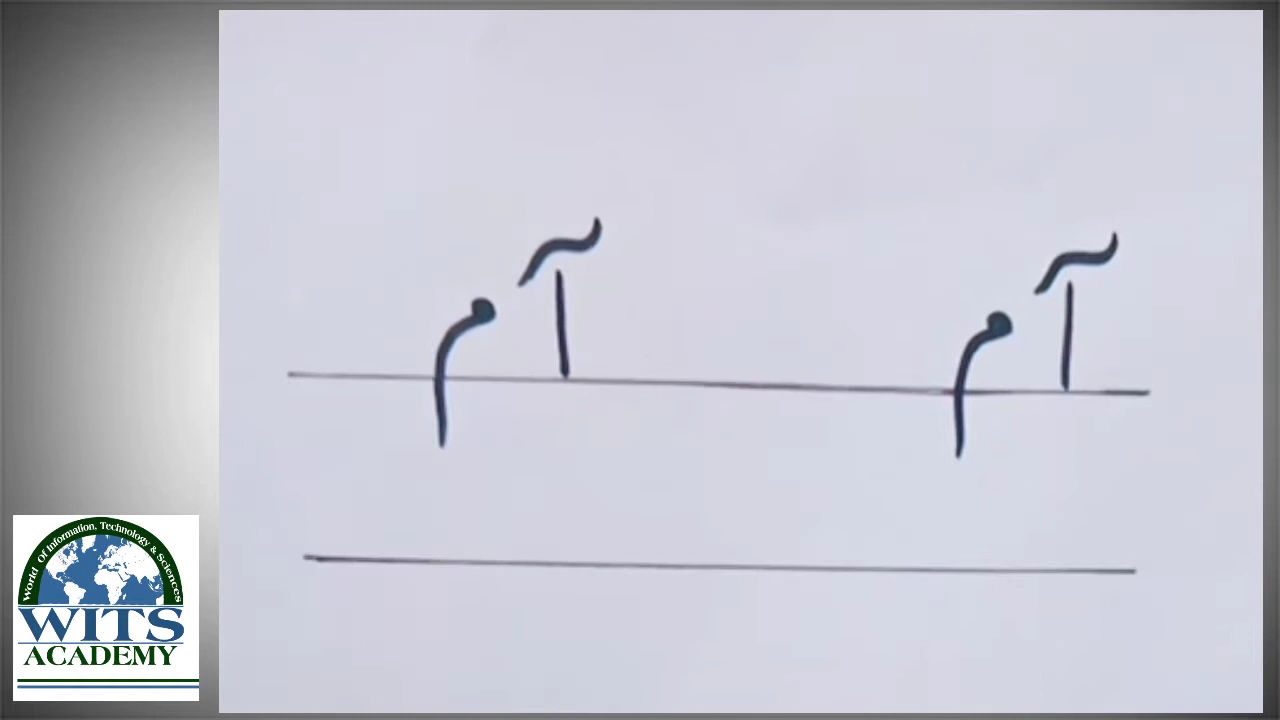 آم آم
World Of Information, Technology & Sciences
WITS
ACADEMY